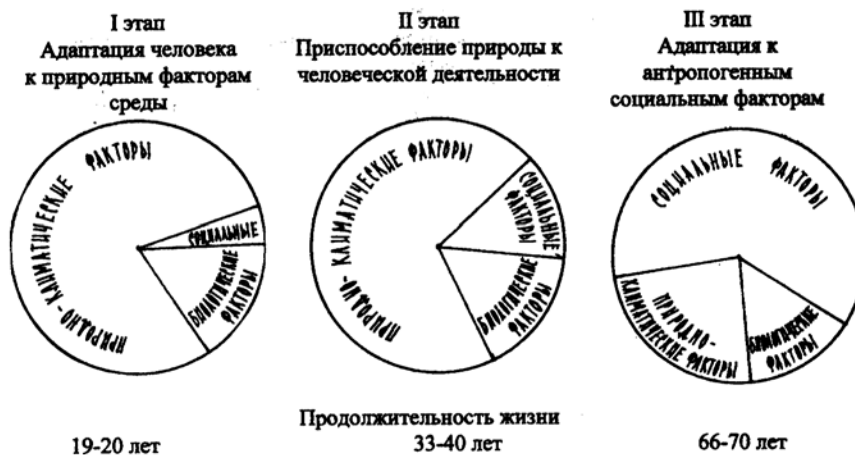 I этап
Адаптация человека
к природным факторам
среды
II этап
Приспособление природы к
человеческой деятельности
III этап
Адаптация к
антропогенным
социальным факторам
ПРИРОДНО-КЛИМАТИЧЕСКИЕ ФАКТОРЫ
СОЦИАЛЬНЫЕ
БИОЛОГИЧЕСКИЕ
ФАКТОРЫ
ПРИРОДНО-КЛИМАТИЧЕСКИЕ ФАКТОРЫ
СОЦИАЛЬНЫЕ
ФАКТОРЫ
БИОЛОГИЧЕСКИЕ
ФАКТОРЫ
СОЦИАЛЬНЫЕ ФАКТОРЫ
ПРИРОДНО-
КЛИМАТИЧЕСКИЕ ФАКТОРЫ
БИОЛОГИЧЕСКИЕ
ФАКТОРЫ
Продолжительность жизни
19-20 лет
33-40 лет
66-70 лет